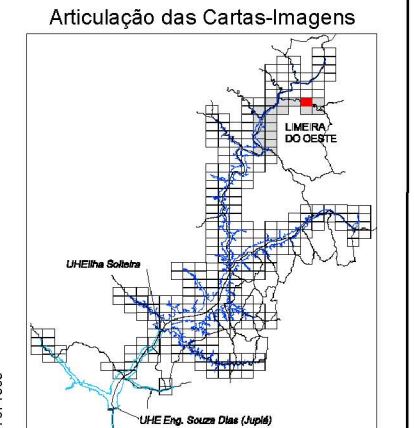 Articulação das Cartas-Imagens
LIMEIRA
DO OESTE
UHEIlha Solteira
UHE Eng. Souza Dias (Jupiá)